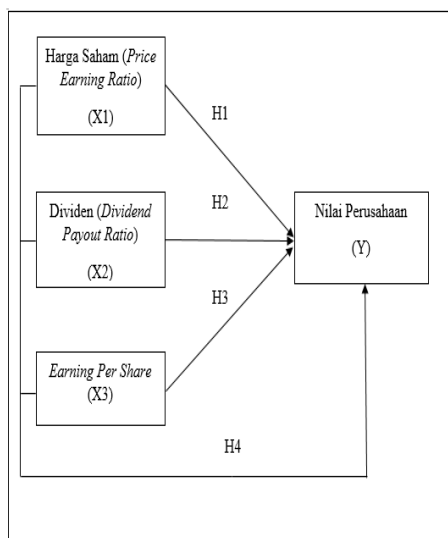 Harga Saham (Price
Earning Ratio)
(X1)
H1
Dividen (Dividend
Payout Ratio)
(X2)
H2
Nilai Perusahaan
(Y)
H3
Earning Per Share
(X3)
H4